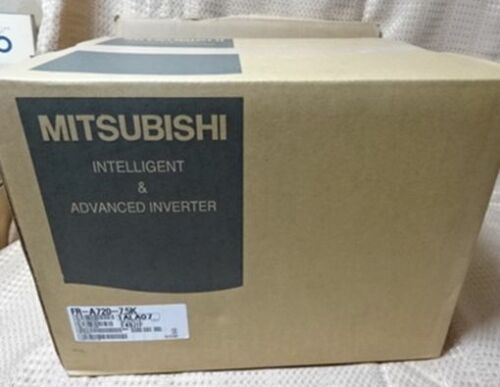 MITSUBISHI
INTELLIGENT
&
ADVANCED INVERTER
FR-A720-7.5K